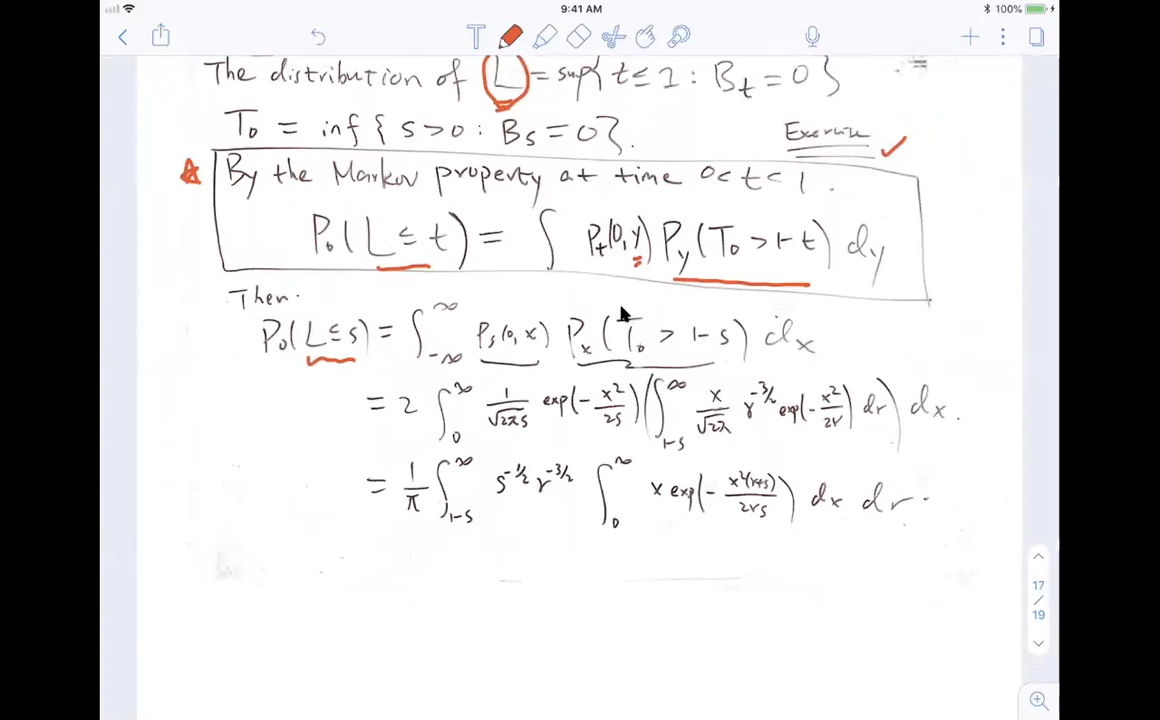 9:41 AM
100%
The distribution of L = sup{ t ≤ 1 : B_t = 0 }
T_0 = inf { s > 0 : B_s = 0 }.
Exercise
By the Markov property at time 0 < t < 1 .
P_0 ( L ≤ t ) = ∫ P_t(0, y) P_y ( T_0 > 1-t ) dy
Then.
P_0 ( L ≤ s ) = ∫_{-∞}^{∞} P_s(0, x) P_x ( T_0 > 1-s ) dx
= 2 ∫_0^∞ 1/√(2πs) exp(- x²/2s) ( ∫_{1-s}^∞ x/√(2π) r^{-3/2} exp(- x²/2r) dr ) dx .
= 1/π ∫_{1-s}^∞ s^{-1/2} r^{-3/2} ∫_0^∞ x exp(- x²(r+s)/2rs ) dx dr .
17
/
19